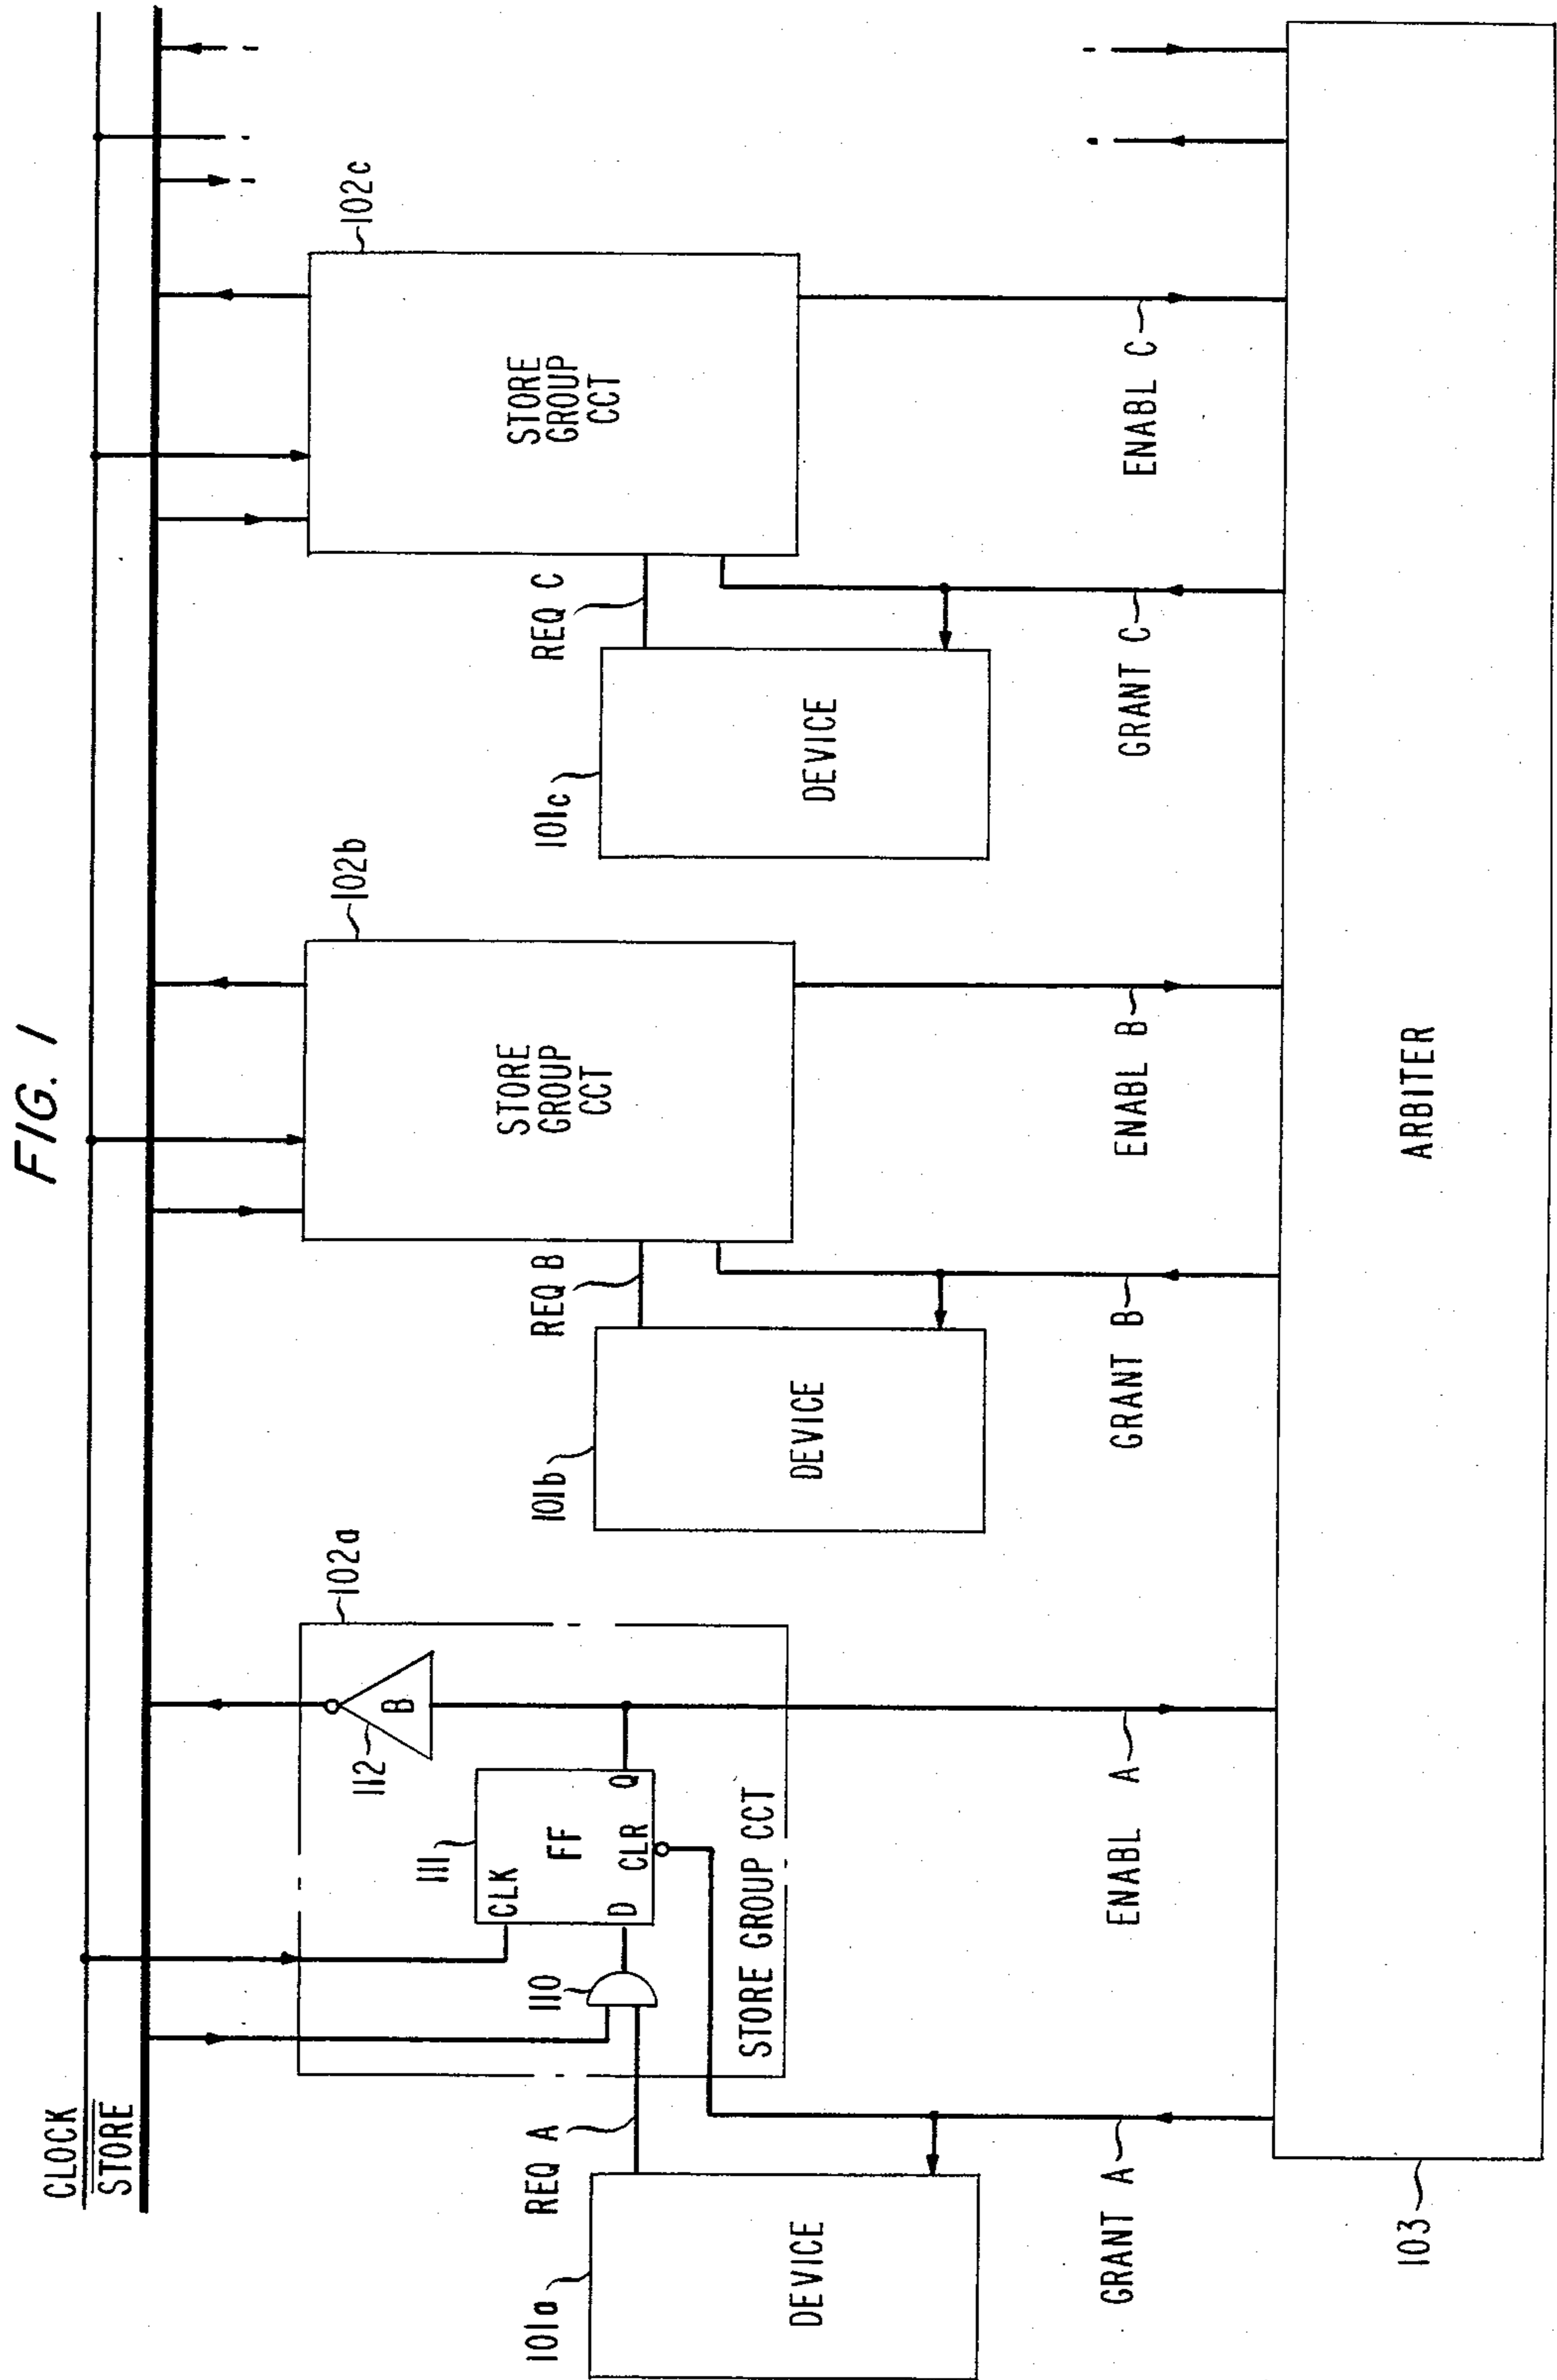 FIG. 1
CLOCK
STORE
102a
102b
102c
112
B
111
CLK
FF
D
Q
CLR
110
STORE GROUP CCT
STORE
GROUP
CCT
STORE
GROUP
CCT
REQ A
REQ B
REQ C
101a
DEVICE
101b
DEVICE
101c
DEVICE
GRANT A
ENABL A
GRANT B
ENABL B
GRANT C
ENABL C
103
ARBITER